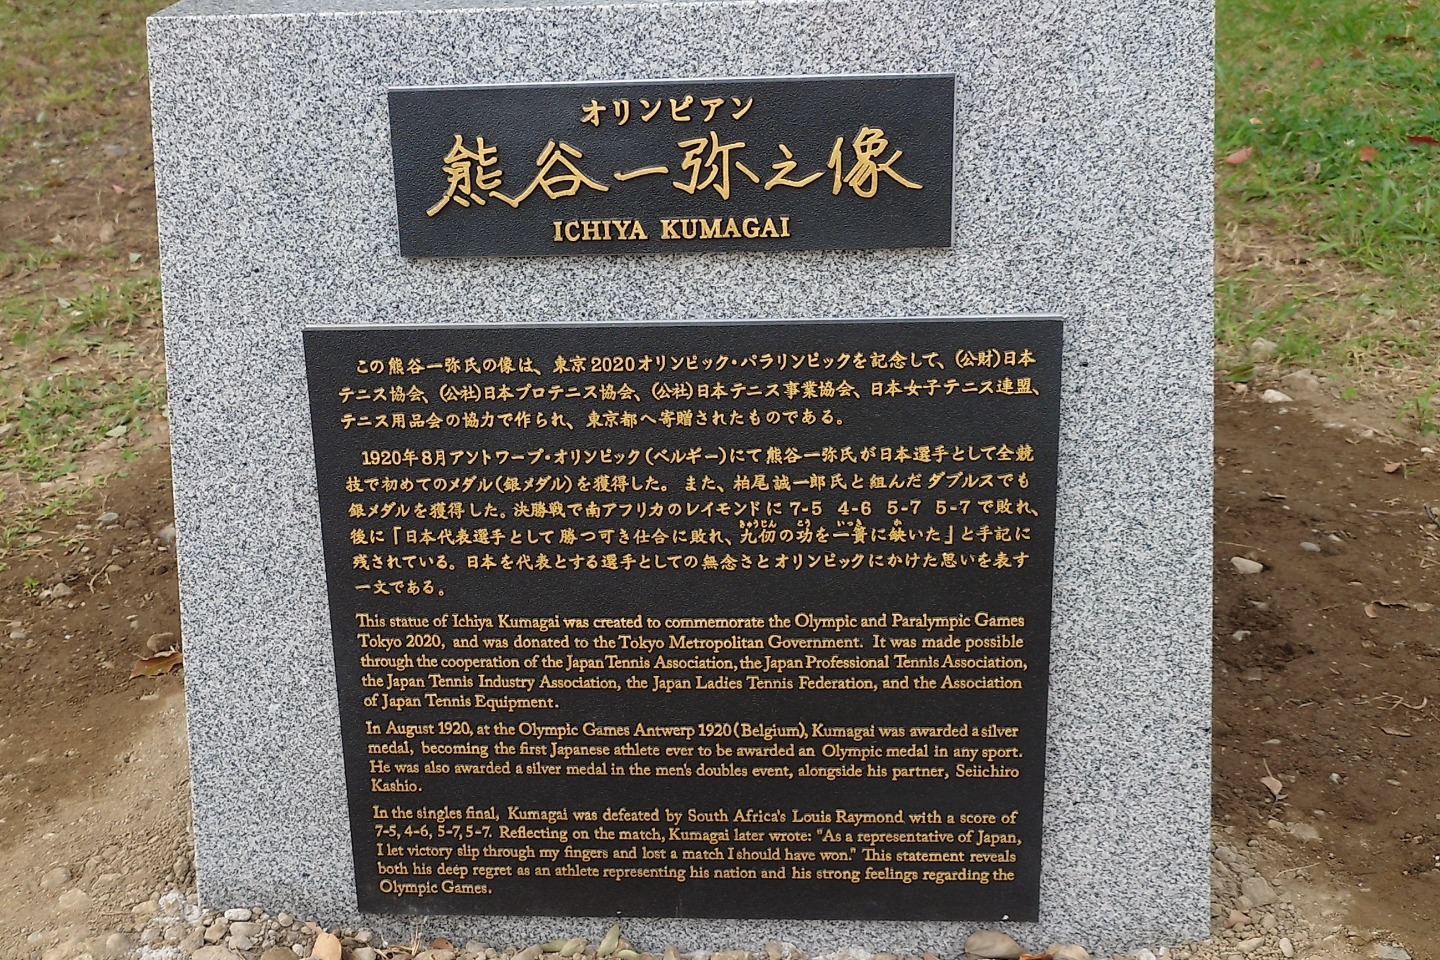 オリンピアン
熊谷一弥之像
ICHIYA KUMAGAI
この熊谷一弥氏の像は、東京2020オリンピック・パラリンピックを記念して、(公財)日本
テニス協会、(公社)日本プロテニス協会、(公社)日本テニス事業協会、日本女子テニス連盟、
テニス用品会の協力で作られ、東京都へ寄贈されたものである。
1920年8月アントワープ・オリンピック(ベルギー)にて熊谷一弥氏が日本選手として全競
技で初めてのメダル(銀メダル)を獲得した。また、柏尾誠一郎氏と組んだダブルスでも
銀メダルを獲得した。決勝戦で南アフリカのレイモンドに 7-5 4-6 5-7 5-7 で敗れ、
後に「日本代表選手として勝つ可き仕合に敗れ、九仞の功を一簣に缺いた」と手記に
残されている。日本を代表とする選手としての無念さとオリンピックにかけた思いを表す
一文である。
This statue of Ichiya Kumagai was created to commemorate the Olympic and Paralympic Games
Tokyo 2020, and was donated to the Tokyo Metropolitan Government. It was made possible
through the cooperation of the Japan Tennis Association, the Japan Professional Tennis Association,
the Japan Tennis Industry Association, the Japan Ladies Tennis Federation, and the Association
of Japan Tennis Equipment.
In August 1920, at the Olympic Games Antwerp 1920 (Belgium), Kumagai was awarded a silver
medal, becoming the first Japanese athlete ever to be awarded an Olympic medal in any sport.
He was also awarded a silver medal in the men's doubles event, alongside his partner, Seiichiro
Kashio.
In the singles final, Kumagai was defeated by South Africa's Louis Raymond with a score of
7-5, 4-6, 5-7, 5-7. Reflecting on the match, Kumagai later wrote: "As a representative of Japan,
I let victory slip through my fingers and lost a match I should have won." This statement reveals
both his deep regret as an athlete representing his nation and his strong feelings regarding the
Olympic Games.